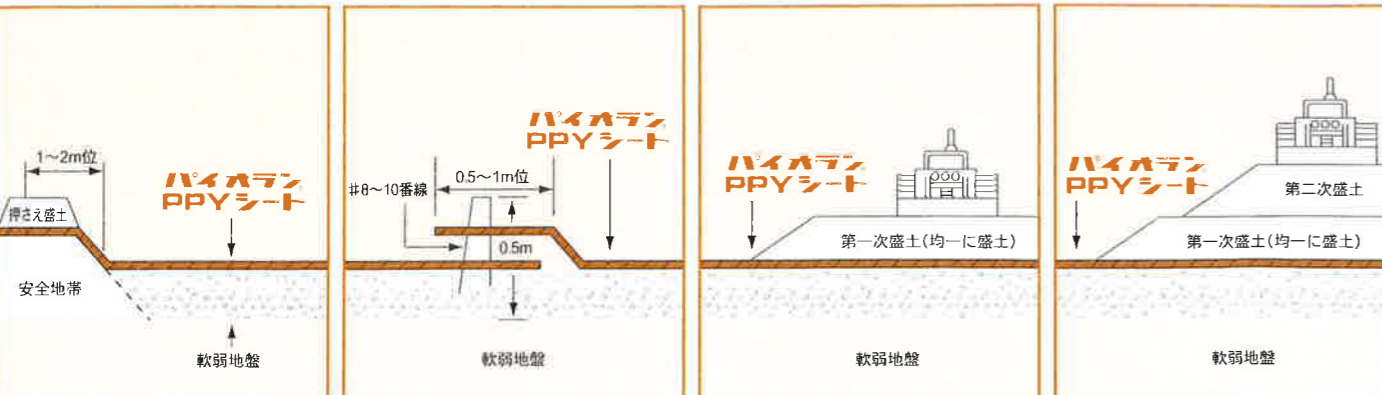 1～2m位
パイオラン
PPYシート
押さえ盛土
安全地帯
軟弱地盤
パイオラン
PPYシート
#8～10番線
0.5～1m位
0.5m
軟弱地盤
パイオラン
PPYシート
第一次盛土(均一に盛土)
軟弱地盤
パイオラン
PPYシート
第二次盛土
第一次盛土(均一に盛土)
軟弱地盤